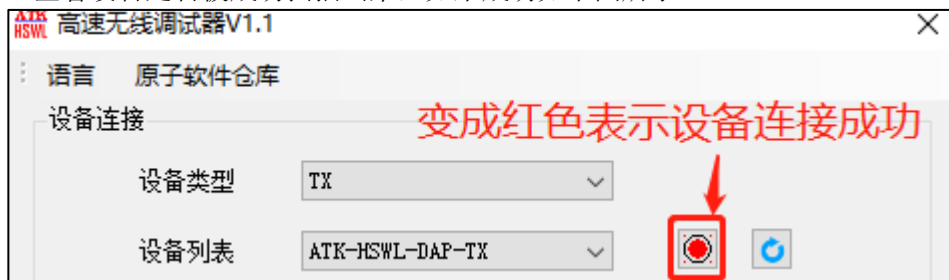 ATK HSWL 高速无线调试器V1.1
语言 原子软件仓库
设备连接
变成红色表示设备连接成功
设备类型 TX
设备列表 ATK-HSWL-DAP-TX